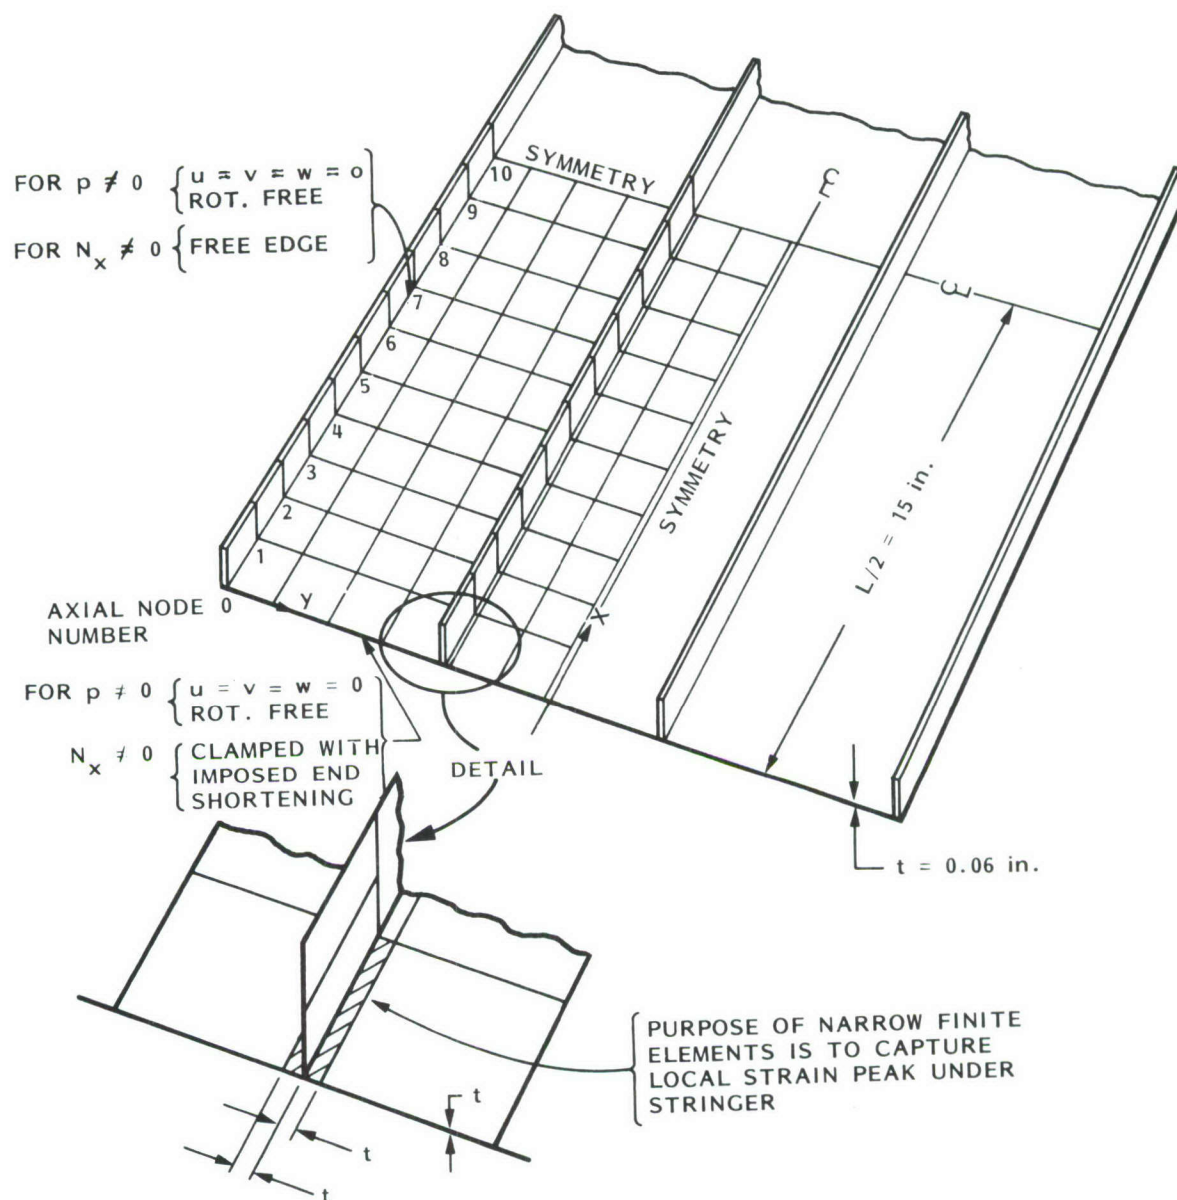 FOR p ≠ 0 { u = v = w = o
ROT. FREE
FOR N_x ≠ 0 { FREE EDGE
SYMMETRY
℄
10
9
8
7
6
5
4
3
2
1
SYMMETRY
L/2 = 15 in.
X
Y
AXIAL NODE 0
NUMBER
FOR p ≠ 0 { u = v = w = 0
ROT. FREE
N_x ≠ 0 { CLAMPED WITH
IMPOSED END
SHORTENING
DETAIL
t = 0.06 in.
PURPOSE OF NARROW FINITE
ELEMENTS IS TO CAPTURE
LOCAL STRAIN PEAK UNDER
STRINGER
t
t
t